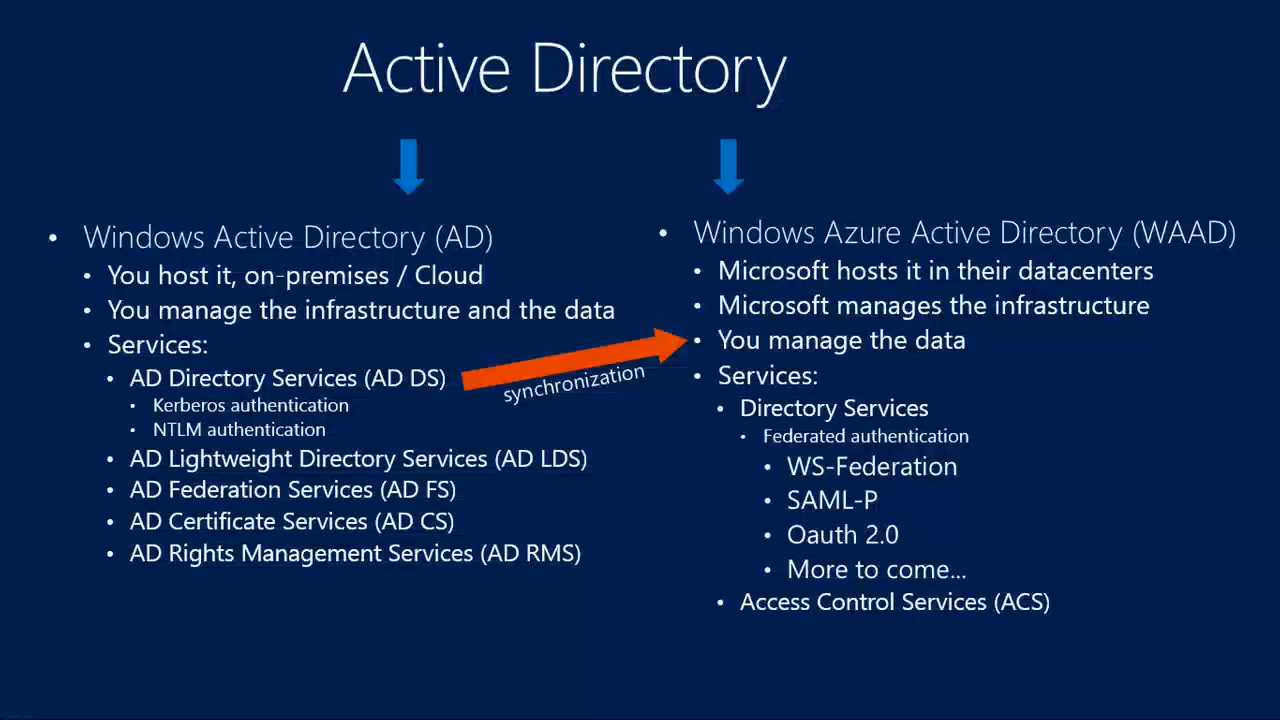 Active Directory
• Windows Active Directory (AD)
• You host it, on-premises / Cloud
• You manage the infrastructure and the data
• Services:
• AD Directory Services (AD DS)
• Kerberos authentication
• NTLM authentication
• AD Lightweight Directory Services (AD LDS)
• AD Federation Services (AD FS)
• AD Certificate Services (AD CS)
• AD Rights Management Services (AD RMS)
synchronization
• Windows Azure Active Directory (WAAD)
• Microsoft hosts it in their datacenters
• Microsoft manages the infrastructure
• You manage the data
• Services:
• Directory Services
• Federated authentication
• WS-Federation
• SAML-P
• Oauth 2.0
• More to come...
• Access Control Services (ACS)